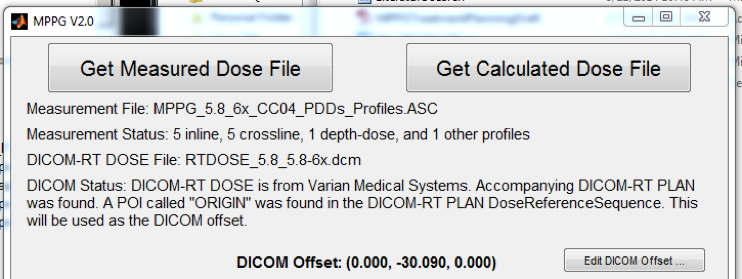 MPPG V2.0
Get Measured Dose File
Get Calculated Dose File
Measurement File: MPPG_5.8_6x_CC04_PDDs_Profiles.ASC
Measurement Status: 5 inline, 5 crossline, 1 depth-dose, and 1 other profiles
DICOM-RT DOSE File: RTDOSE_5.8_5.8-6x.dcm
DICOM Status: DICOM-RT DOSE is from Varian Medical Systems. Accompanying DICOM-RT PLAN
was found. A POI called "ORIGIN" was found in the DICOM-RT PLAN DoseReferenceSequence. This
will be used as the DICOM offset.
DICOM Offset: (0.000, -30.090, 0.000)
Edit DICOM Offset ...